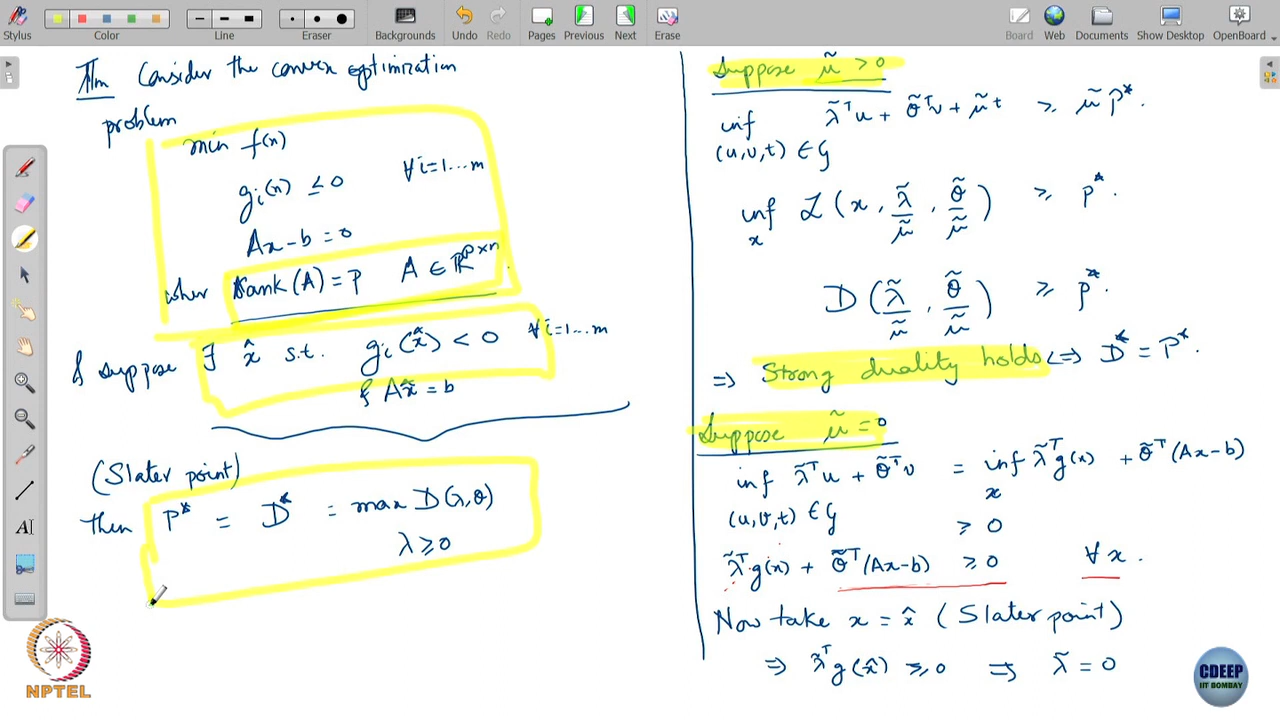 Stylus
Color
Line
Eraser
Backgrounds
Undo
Redo
Pages
Previous
Next
Erase
Board
Web
Documents
Show Desktop
OpenBoard
Thm Consider the convex optimization
problem
min f(x)
g_i(x) ≤ 0 ∀ i=1...m
Ax-b = 0
where Rank(A) = p A ∈ ℝ^{p×n}.
& suppose ∃ x̂ s.t. g_i(x̂) < 0 ∀ i=1...m
& Ax̂ = b
(Slater point)
then p* = D* = max D(λ,θ)
λ ≥ 0
Suppose μ̃ > 0
inf λ̃ᵀu + θ̃ᵀv + μ̃t ≥ μ̃p*.
(u,v,t) ∈ G
inf L(x, λ̃/μ̃, θ̃/μ̃) ≥ p*.
x
D(λ̃/μ̃, θ̃/μ̃) ≥ p*.
⇒ Strong duality holds ⇔ D* = p*.
Suppose μ̃ = 0
inf λ̃ᵀu + θ̃ᵀv = inf λ̃ᵀg(x) + θ̃ᵀ(Ax-b)
(u,v,t) ∈ G x
≥ 0
λ̃ᵀg(x) + θ̃ᵀ(Ax-b) ≥ 0 ∀ x.
Now take x = x̂ (Slater point)
⇒ λ̃ᵀg(x̂) ≥ 0 ⇒ λ̃ = 0
NPTEL
CDEEP
IIT BOMBAY